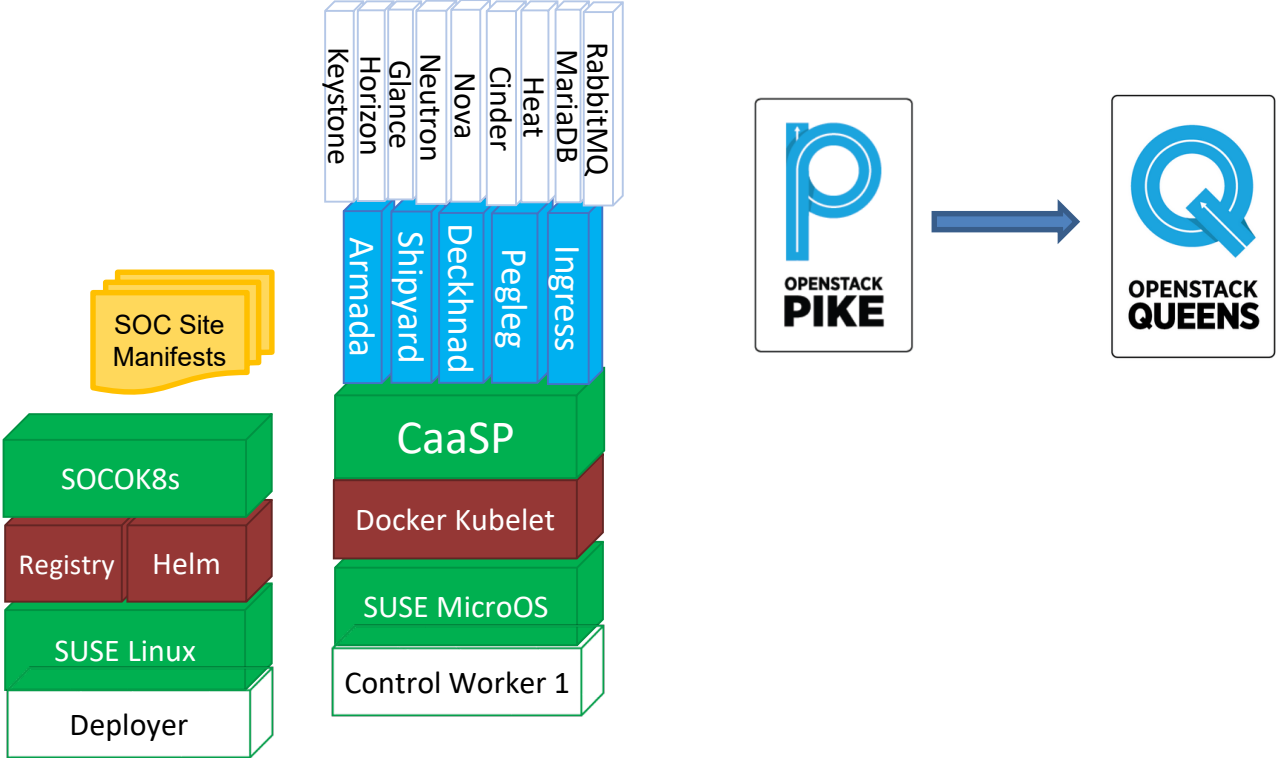 Keystone
Horizon
Glance
Neutron
Nova
Cinder
Heat
MariaDB
RabbitMQ
Armada
Shipyard
Deckhnad
Pegleg
Ingress
CaaSP
Docker Kubelet
SUSE MicroOS
Control Worker 1
SOC Site
Manifests
SOCOK8s
Registry
Helm
SUSE Linux
Deployer
OPENSTACK
PIKE
OPENSTACK
QUEENS